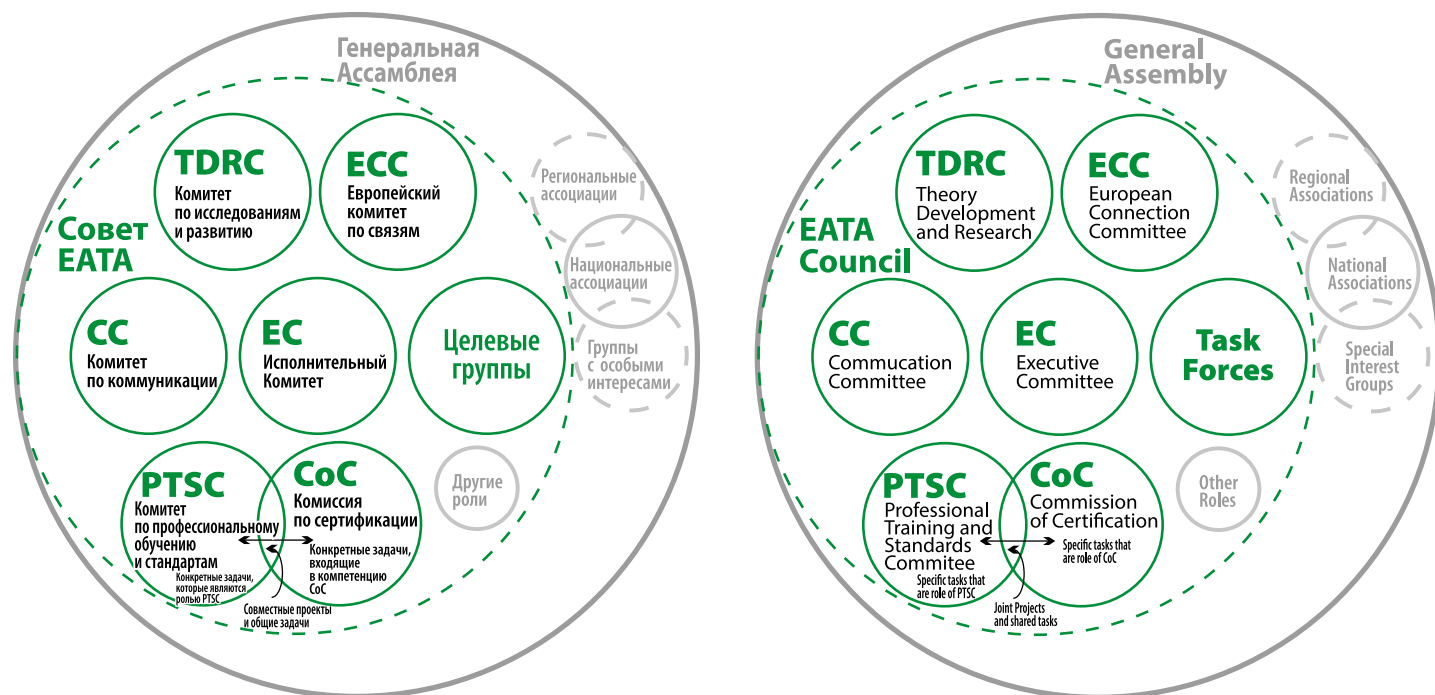 Генеральная
Ассамблея
TDRC
Комитет
по исследованиям
и развитию
ECC
Европейский
комитет
по связям
Региональные
ассоциации
Совет
EATA
Национальные
ассоциации
CC
Комитет
по коммуникации
EC
Исполнительный
Комитет
Целевые
группы
Группы
с особыми
интересами
PTSC
Комитет
по профессиональному
обучению
и стандартам
Конкретные задачи,
которые являются
ролью PTSC
CoC
Комиссия
по сертификации
Конкретные задачи,
входящие
в компетенцию
CoC
Совместные проекты
и общие задачи
Другие
роли
General
Assembly
TDRC
Theory
Development
and Research
ECC
European
Connection
Committee
Regional
Associations
EATA
Council
National
Associations
CC
Commucation
Committee
EC
Executive
Committee
Task
Forces
Special
Interest
Groups
PTSC
Professional
Training and
Standards
Commitee
Specific tasks that
are role of PTSC
CoC
Commission
of Certification
Specific tasks that
are role of CoC
Joint Projects
and shared tasks
Other
Roles